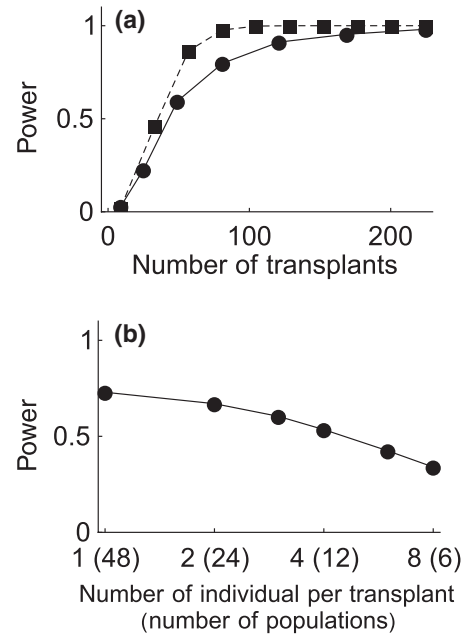 (a)
1
0.5
0
Power
0 100 200
Number of transplants
(b)
1
0.5
0
Power
1 (48) 2 (24) 4 (12) 8 (6)
Number of individual per transplant
(number of populations)